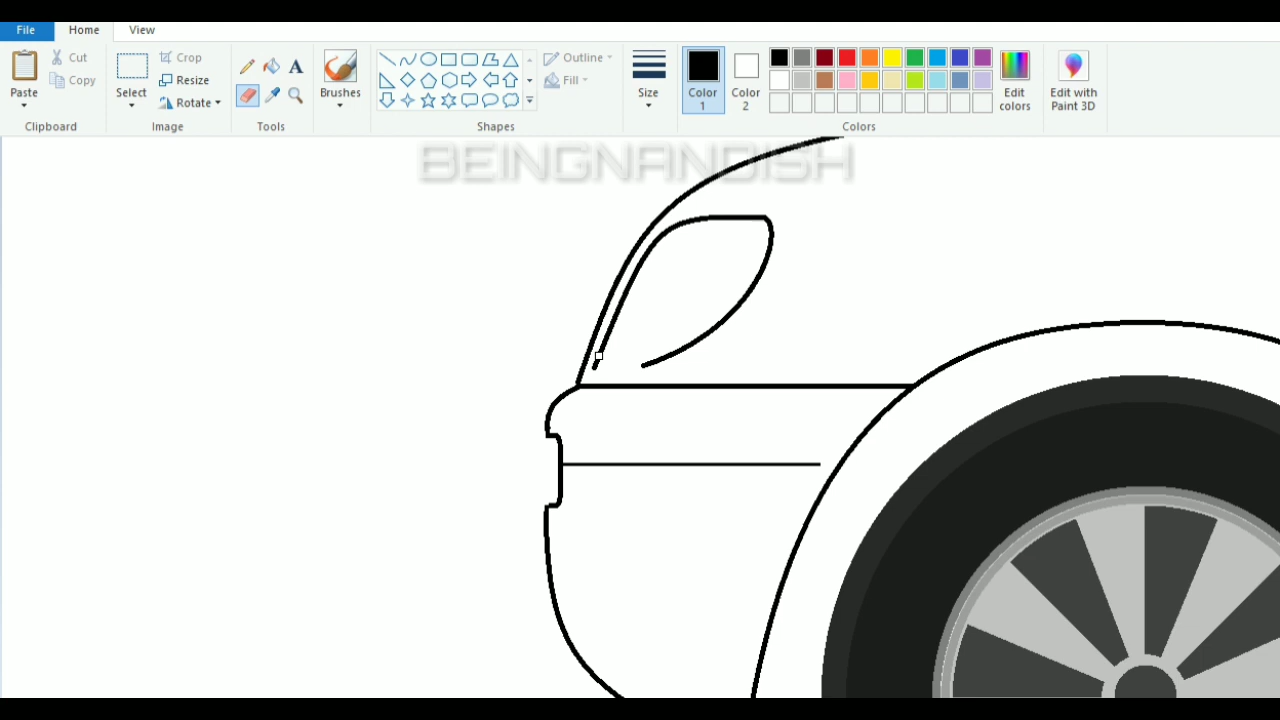 File Home View
Cut Crop Outline
Copy Resize Fill
Paste Select Rotate A Brushes Size Color 1 Color 2 Edit colors Edit with Paint 3D
Clipboard Image Tools Shapes Colors
BEINGNANDISH